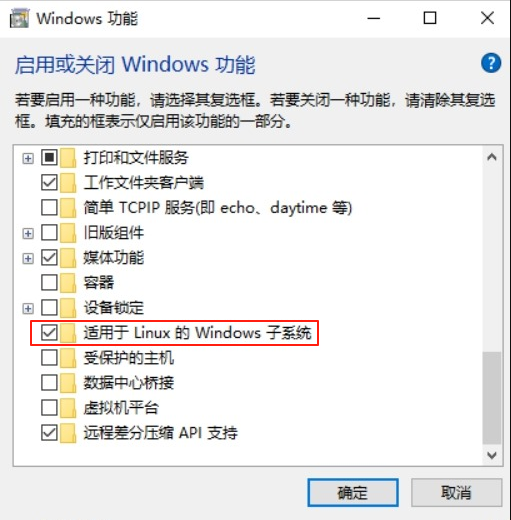 Windows 功能
启用或关闭 Windows 功能
若要启用一种功能，请选择其复选框。若要关闭一种功能，请清除其复选
框。填充的框表示仅启用该功能的一部分。
打印和文件服务
工作文件夹客户端
简单 TCPIP 服务(即 echo、daytime 等)
旧版组件
媒体功能
容器
设备锁定
适用于 Linux 的 Windows 子系统
受保护的主机
数据中心桥接
虚拟机平台
远程差分压缩 API 支持
确定
取消